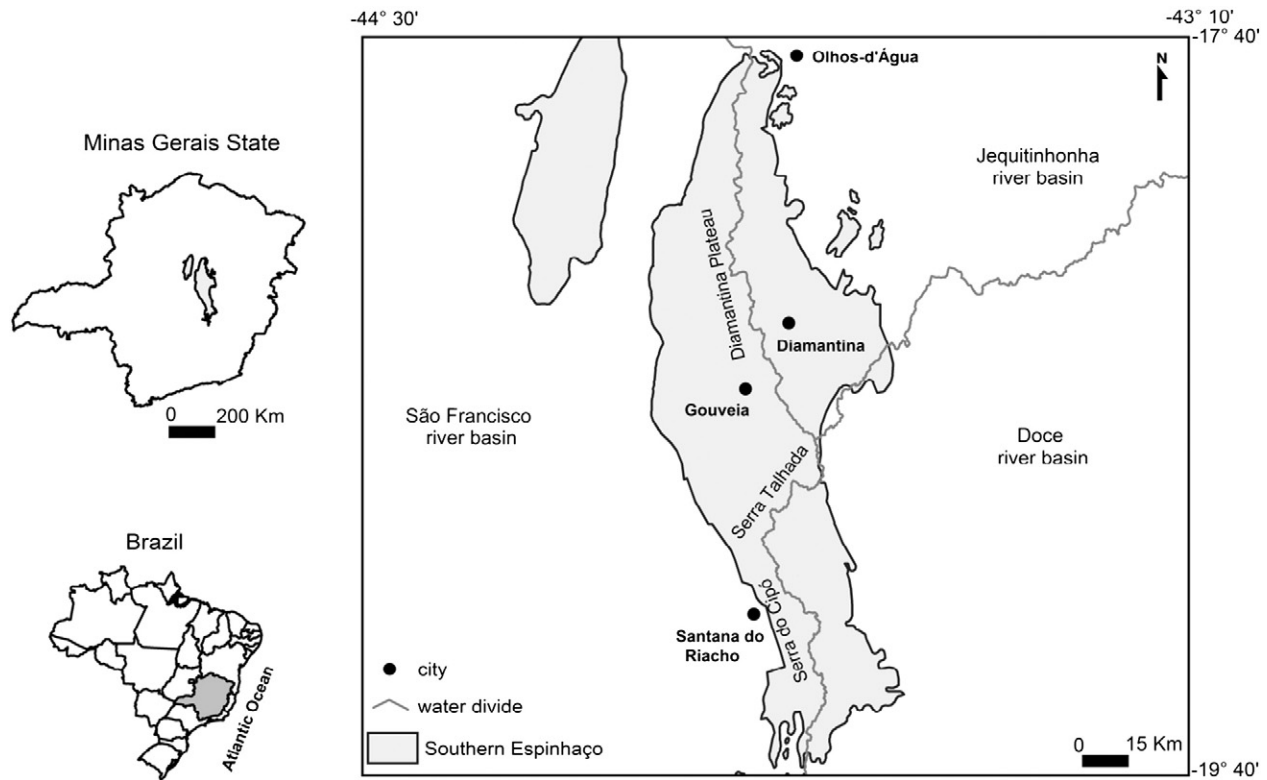 -44° 30'
-43° 10'
-17° 40'
Olhos-d'Água
N
Minas Gerais State
Jequitinhonha
river basin
Diamantina Plateau
Diamantina
0 200 Km
Gouveia
São Francisco
river basin
Doce
river basin
Serra Talhada
Brazil
Serra do Cipó
Santana do
Riacho
Atlantic Ocean
city
water divide
Southern Espinhaço
0 15 Km
-19° 40'